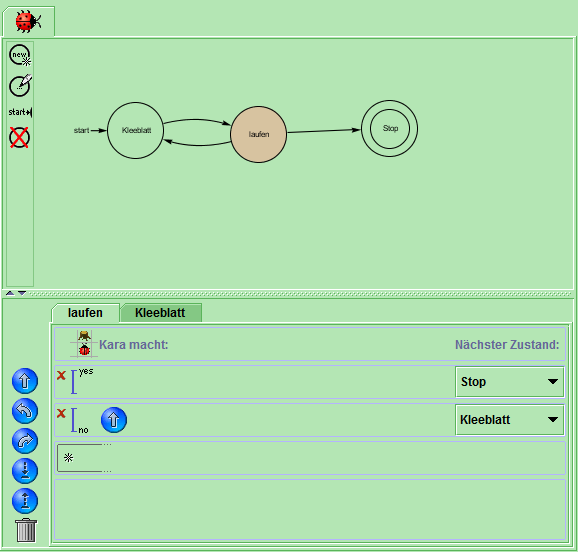 new
start
start
Kleeblatt
laufen
Stop
laufen
Kleeblatt
Kara macht:
Nächster Zustand:
yes
Stop
no
Kleeblatt